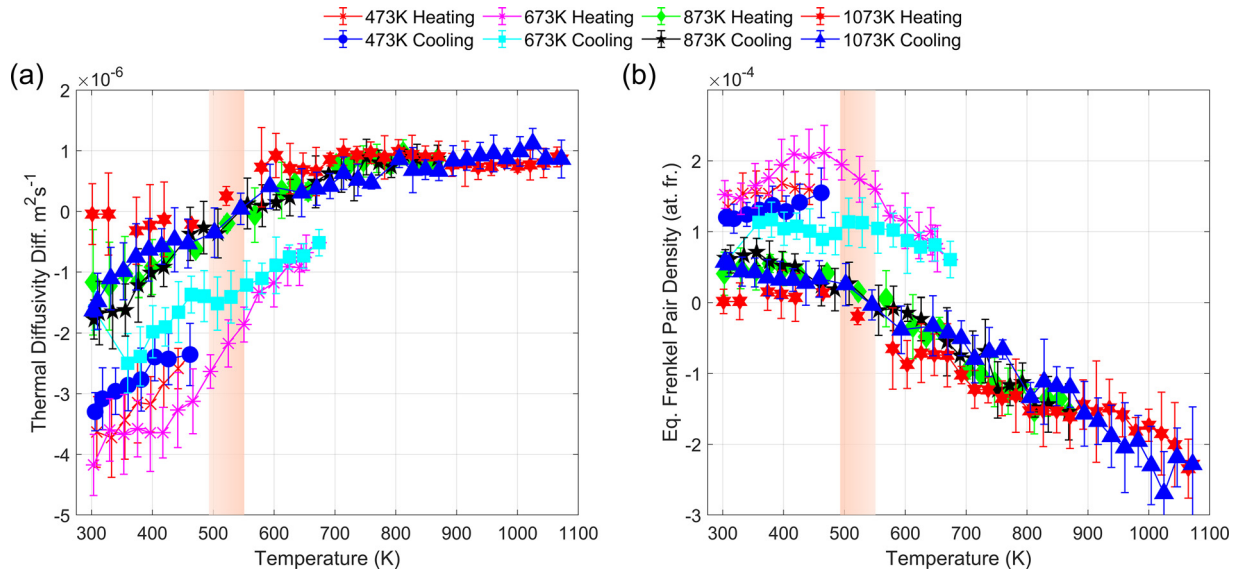 473K Heating 673K Heating 873K Heating 1073K Heating
473K Cooling 673K Cooling 873K Cooling 1073K Cooling
(a)
×10⁻⁶
2
1
0
-1
-2
-3
-4
-5
Thermal Diffusivity Diff. m²s⁻¹
300 400 500 600 700 800 900 1000 1100
Temperature (K)
(b)
×10⁻⁴
3
2
1
0
-1
-2
-3
Eq. Frenkel Pair Density (at. fr.)
300 400 500 600 700 800 900 1000 1100
Temperature (K)